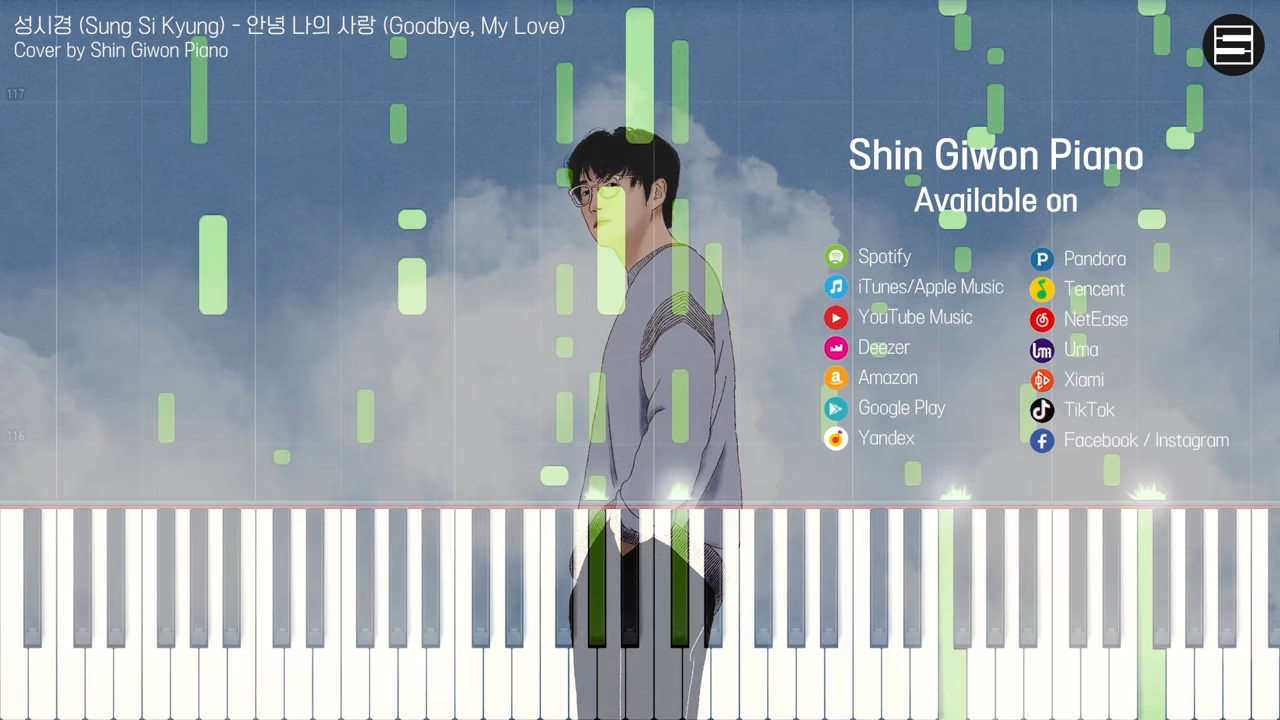 성시경 (Sung Si Kyung) - 안녕 나의 사랑 (Goodbye, My Love)
Cover by Shin Giwon Piano
117
116
Shin Giwon Piano
Available on
Spotify
iTunes/Apple Music
YouTube Music
Deezer
Amazon
Google Play
Yandex
Pandora
Tencent
NetEase
Uma
Xiami
TikTok
Facebook / Instagram